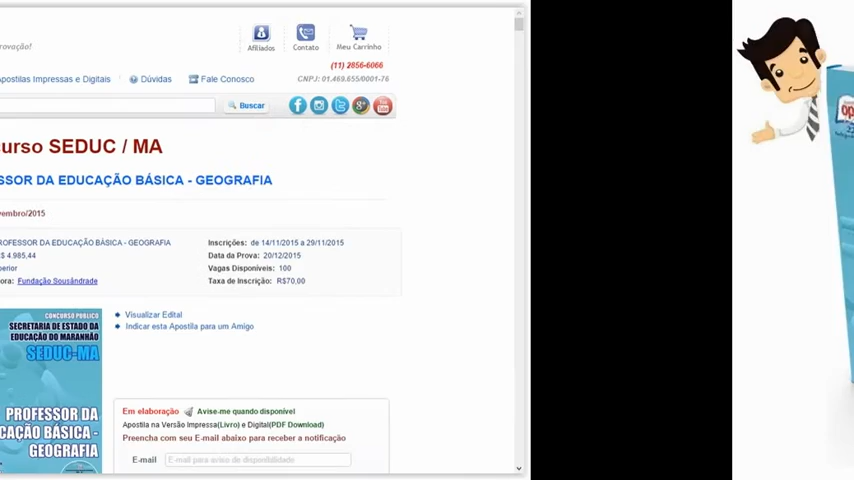 rovação!
Afiliados
Contato
Meu Carrinho
(11) 2856-6066
CNPJ: 01.469.655/0001-76
Apostilas Impressas e Digitais
Dúvidas
Fale Conosco
Buscar
curso SEDUC / MA
SSOR DA EDUCAÇÃO BÁSICA - GEOGRAFIA
vembro/2015
ROFESSOR DA EDUCAÇÃO BÁSICA - GEOGRAFIA
Inscrições: de 14/11/2015 a 29/11/2015
$ 4.985,44
Data da Prova: 20/12/2015
perior
Vagas Disponíveis: 100
ora: Fundação Sousândrade
Taxa de Inscrição: R$70,00
CONCURSO PÚBLICO
SECRETARIA DE ESTADO DA
EDUCAÇÃO DO MARANHÃO
SEDUC-MA
PROFESSOR DA
CAÇÃO BÁSICA -
GEOGRAFIA
Visualizar Edital
Indicar esta Apostila para um Amigo
Em elaboração Avise-me quando disponível
Apostila na Versão Impressa(Livro) e Digital(PDF Download)
Preencha com seu E-mail abaixo para receber a notificação
E-mail
E-mail para aviso de disponibilidade